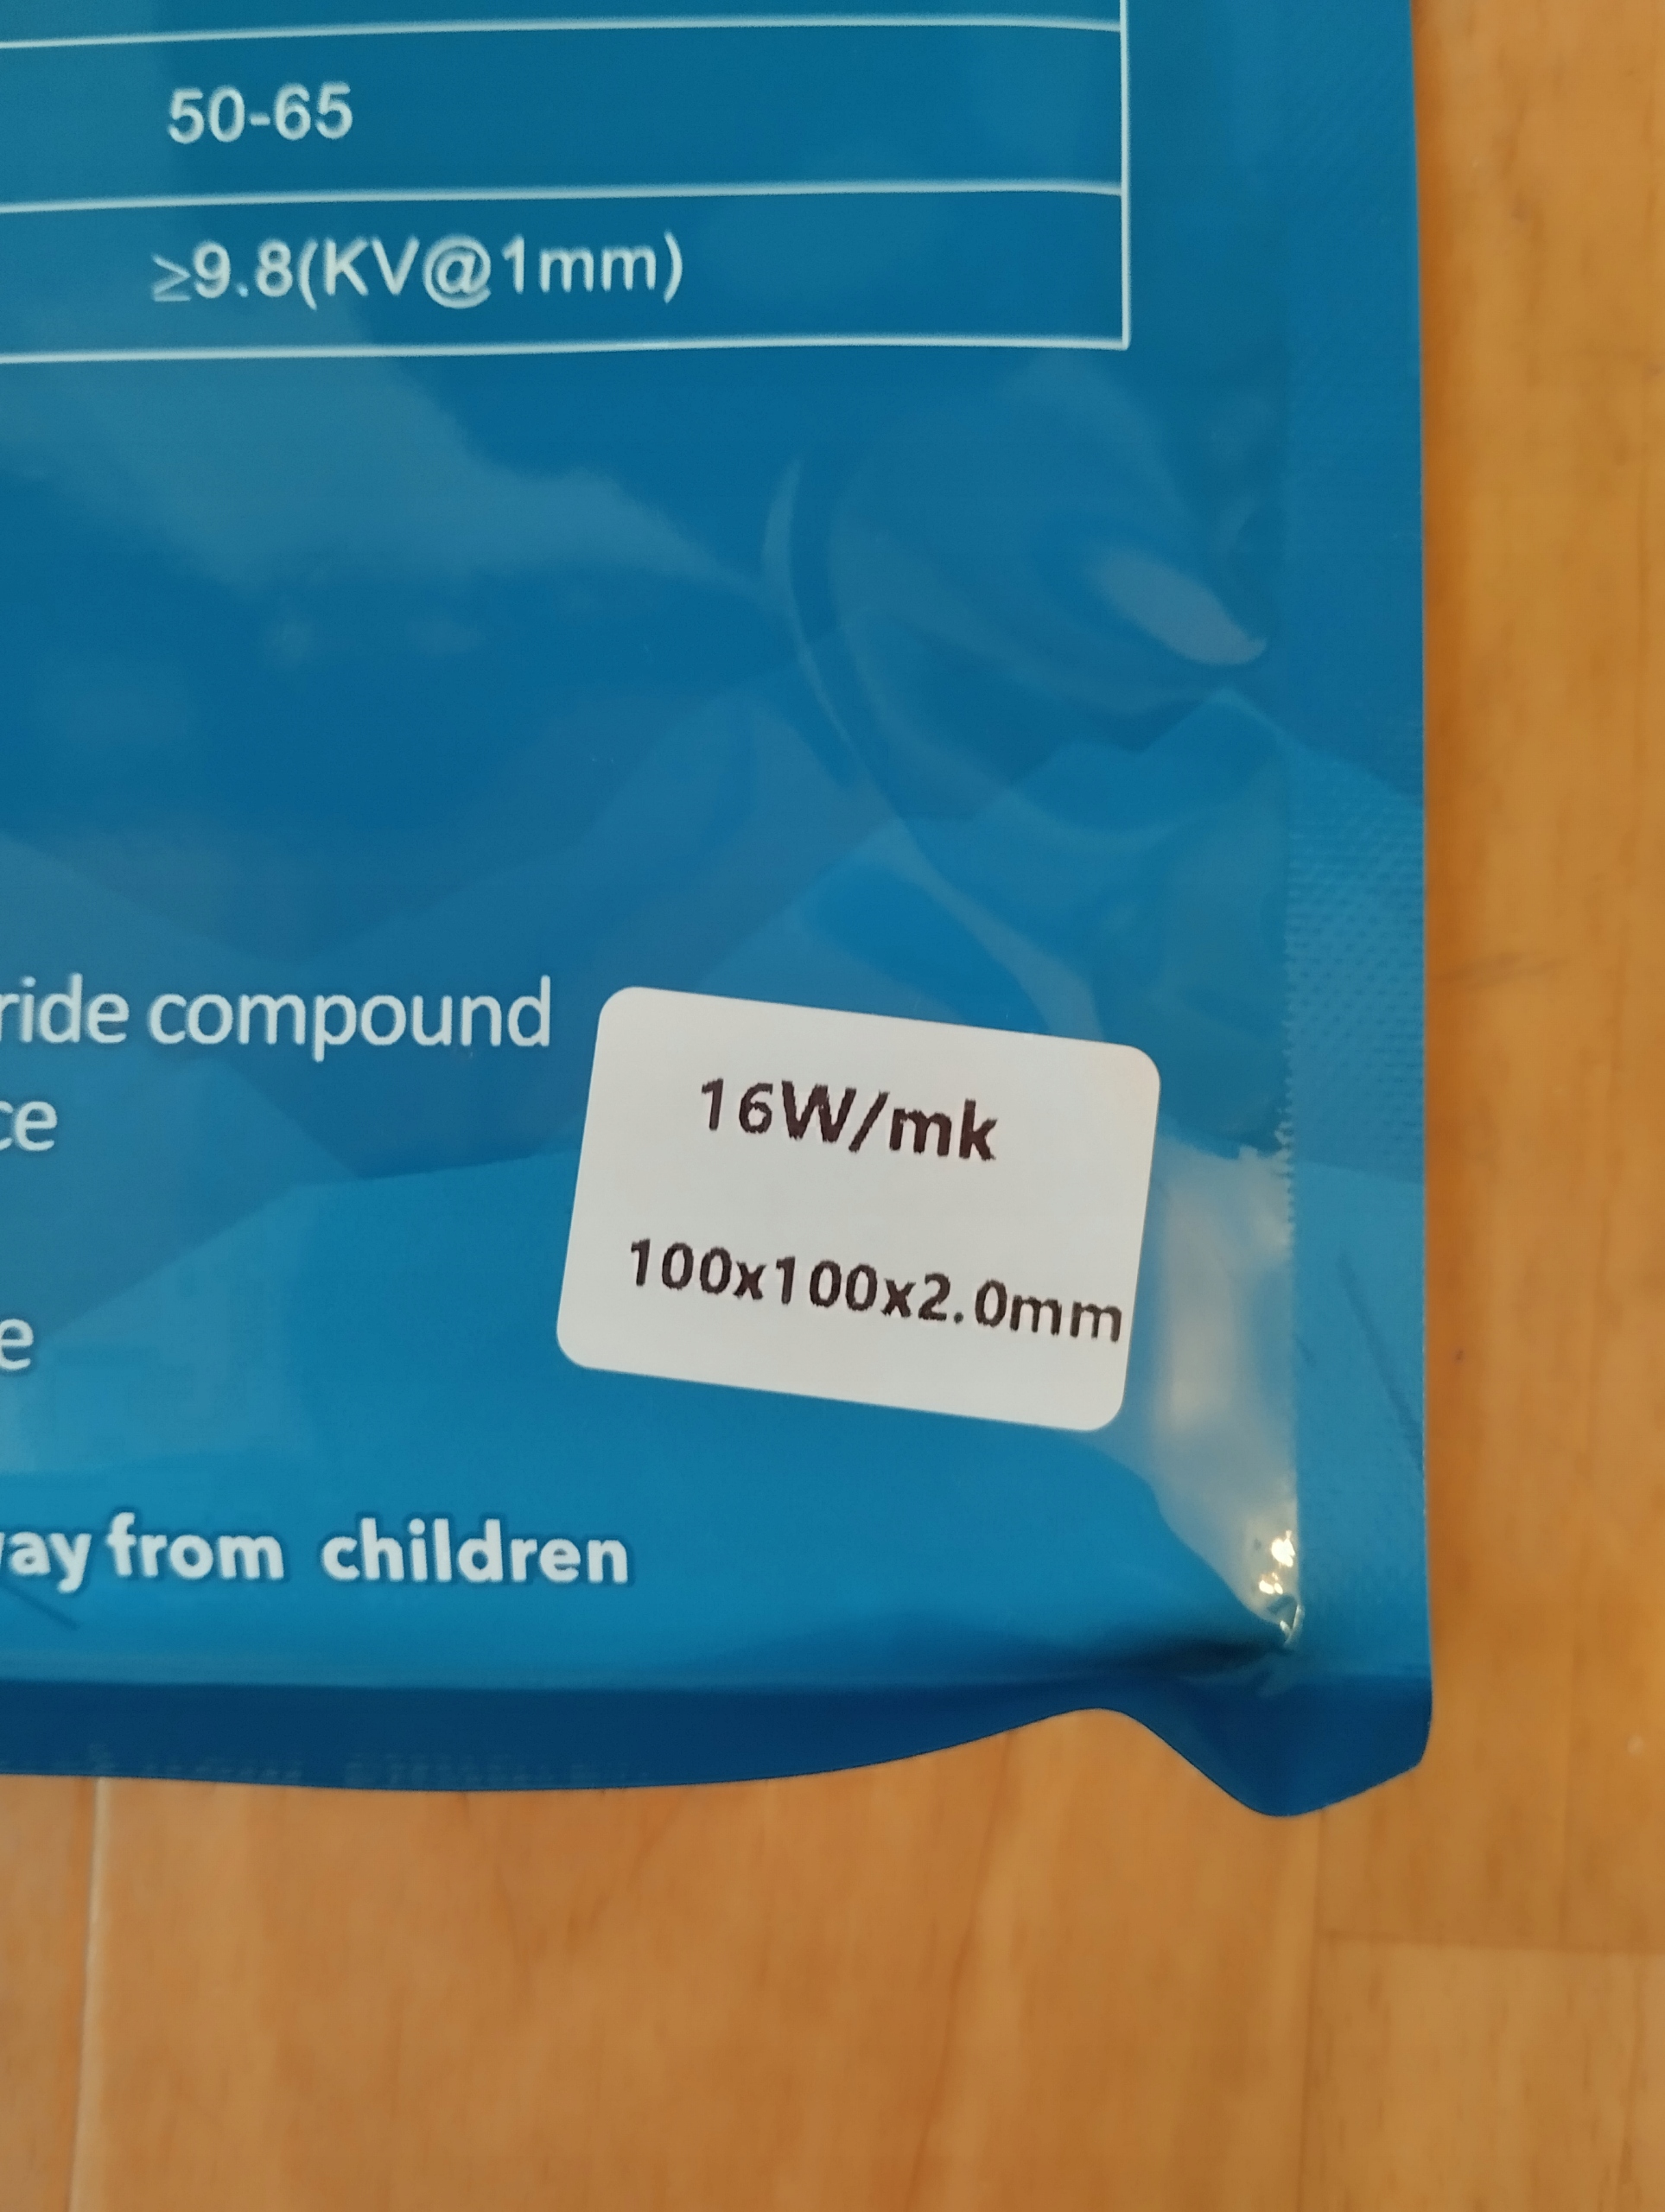 50-65
≥9.8(KV@1mm)
ride compound
ce
e
16W/mk
100x100x2.0mm
ay from children